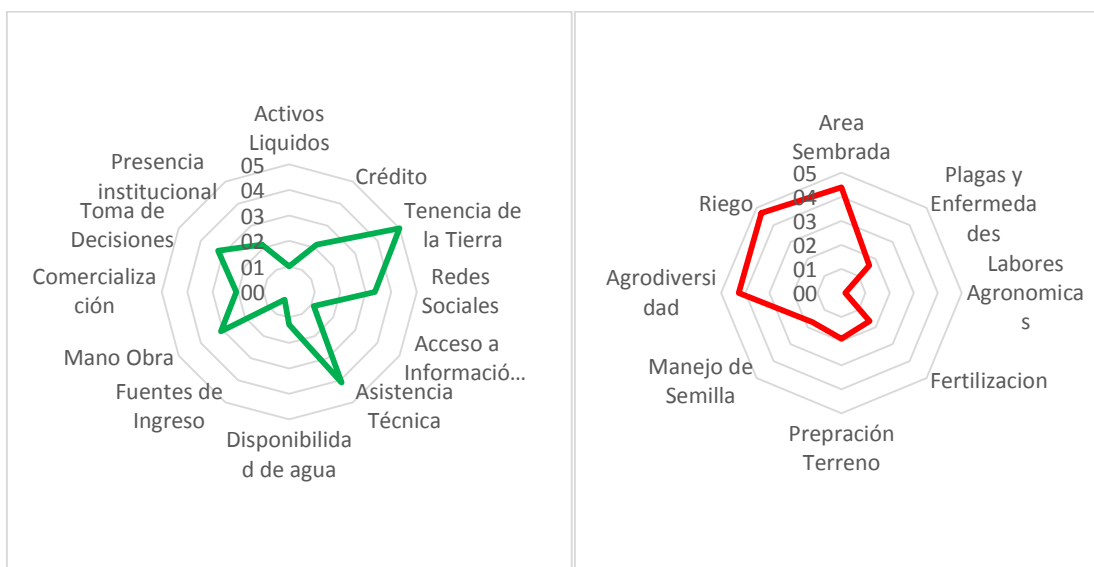 Activos
Liquidos
Crédito
Tenencia de
la Tierra
Redes
Sociales
Acceso a
Informació…
Asistencia
Técnica
Disponibilida
d de agua
Fuentes de
Ingreso
Mano Obra
Comercializa
ción
Toma de
Decisiones
Presencia
institucional
05
04
03
02
01
00
Area
Sembrada
Plagas y
Enfermeda
des
Labores
Agronomica
s
Fertilizacion
Prepración
Terreno
Manejo de
Semilla
Agrodiversi
dad
Riego
05
04
03
02
01
00